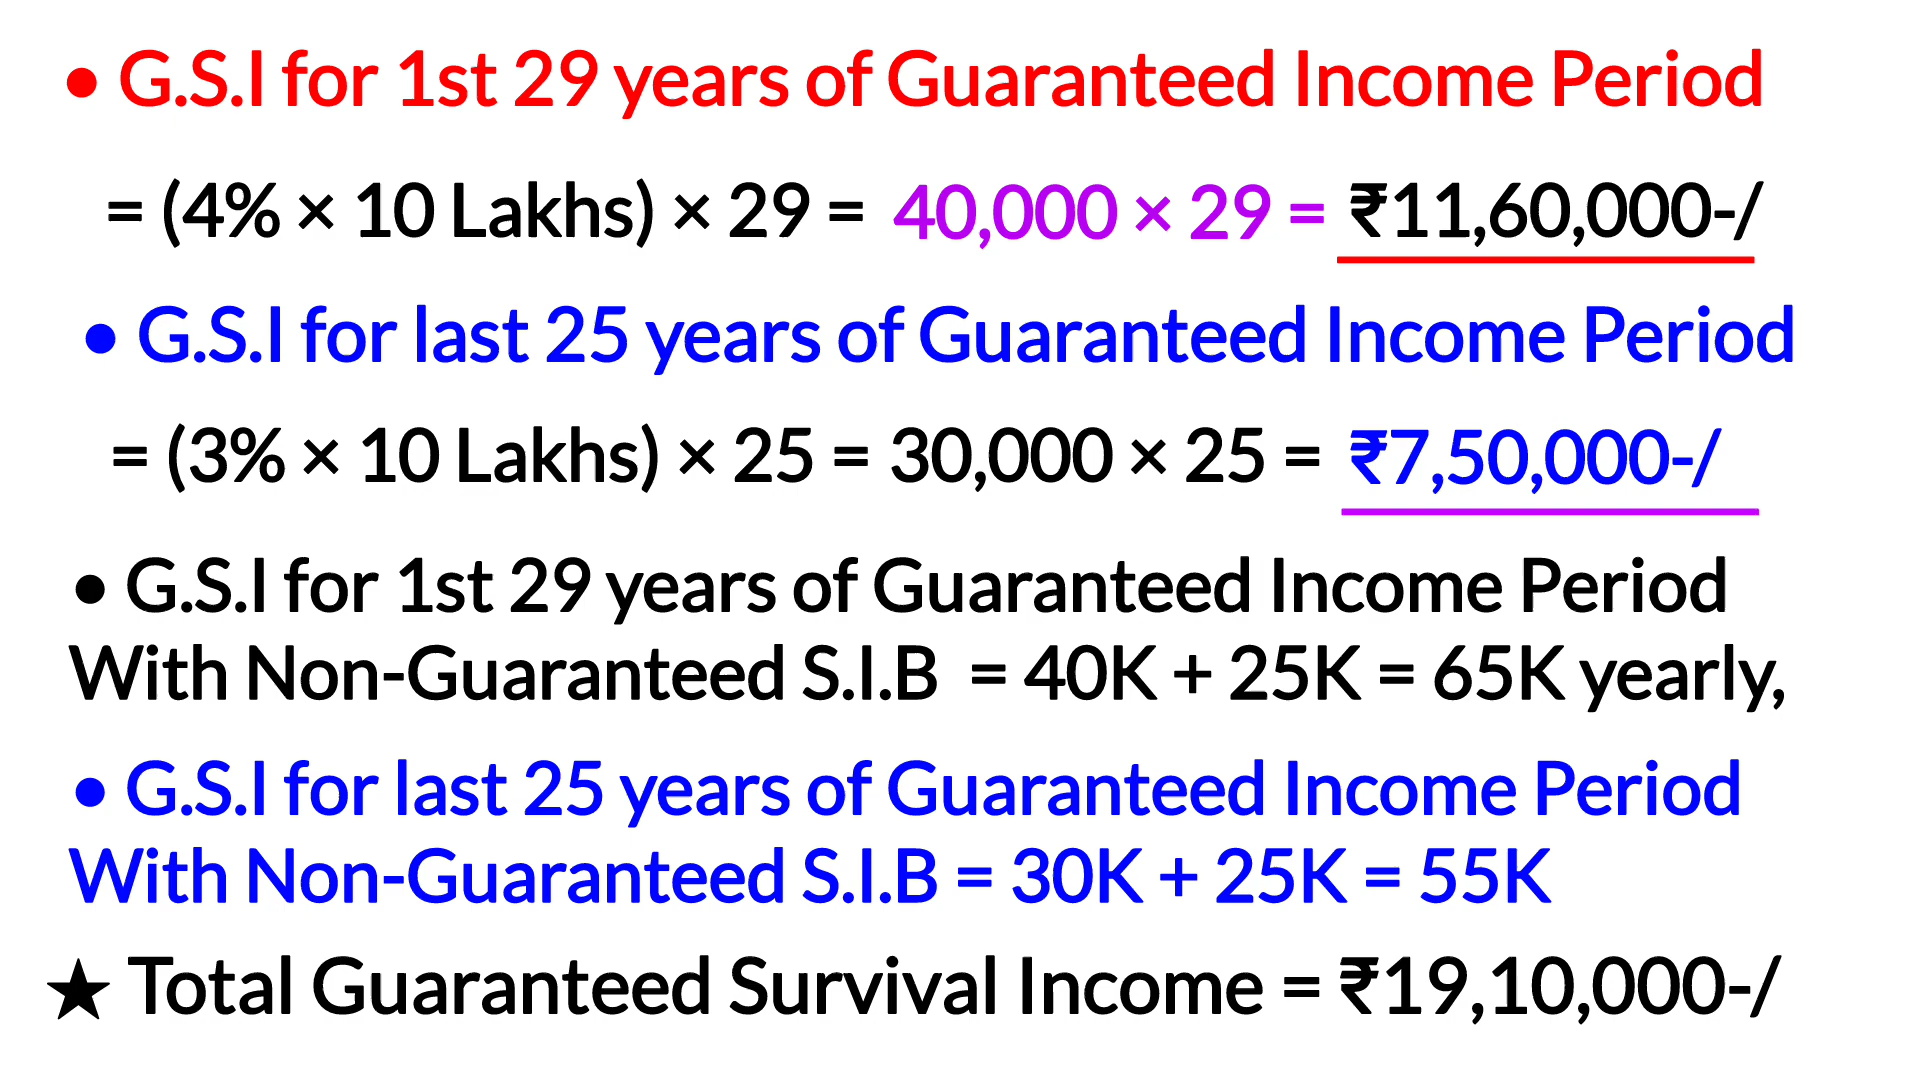 • G.S.I for 1st 29 years of Guaranteed Income Period
= (4% × 10 Lakhs) × 29 = 40,000 × 29 = ₹11,60,000-/
• G.S.I for last 25 years of Guaranteed Income Period
= (3% × 10 Lakhs) × 25 = 30,000 × 25 = ₹7,50,000-/
• G.S.I for 1st 29 years of Guaranteed Income Period
With Non-Guaranteed S.I.B = 40K + 25K = 65K yearly,
• G.S.I for last 25 years of Guaranteed Income Period
With Non-Guaranteed S.I.B = 30K + 25K = 55K
★ Total Guaranteed Survival Income = ₹19,10,000-/